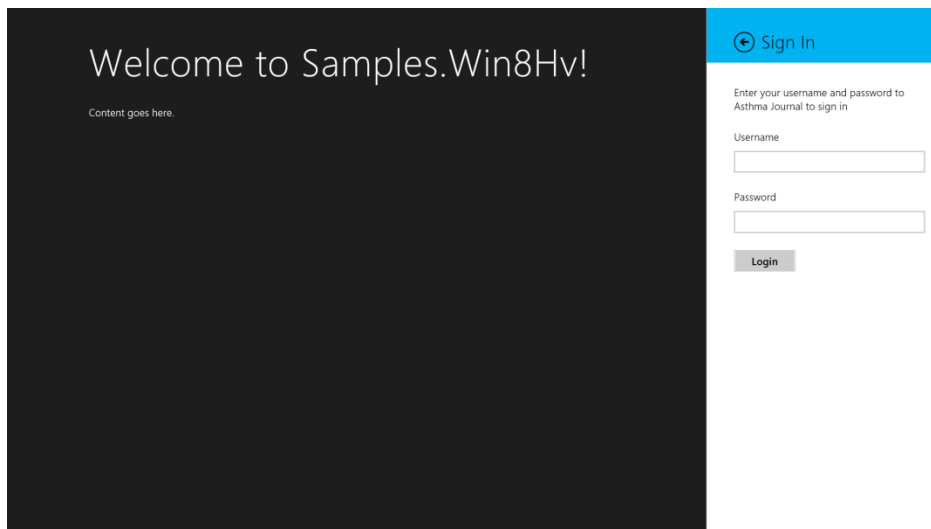 Welcome to Samples.Win8Hv!
Content goes here.
Sign In
Enter your username and password to
Asthma Journal to sign in
Username
Password
Login